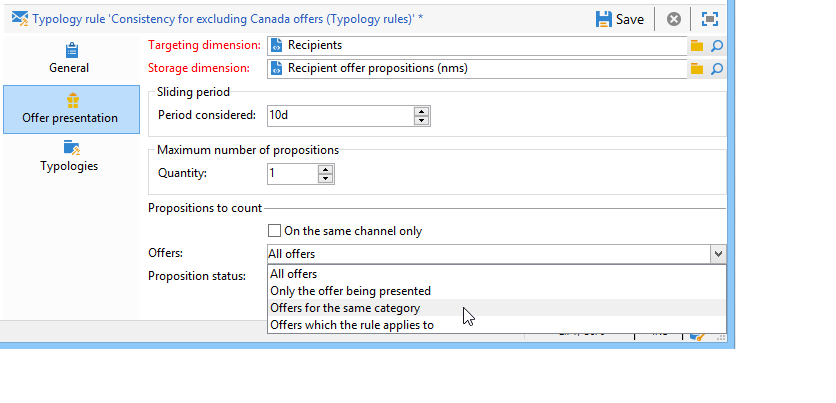 Typology rule 'Consistency for excluding Canada offers (Typology rules)' *
Save
General
Offer presentation
Typologies
Targeting dimension: Recipients
Storage dimension: Recipient offer propositions (nms)
Sliding period
Period considered: 10d
Maximum number of propositions
Quantity: 1
Propositions to count
On the same channel only
Offers: All offers
Proposition status:
All offers
Only the offer being presented
Offers for the same category
Offers which the rule applies to